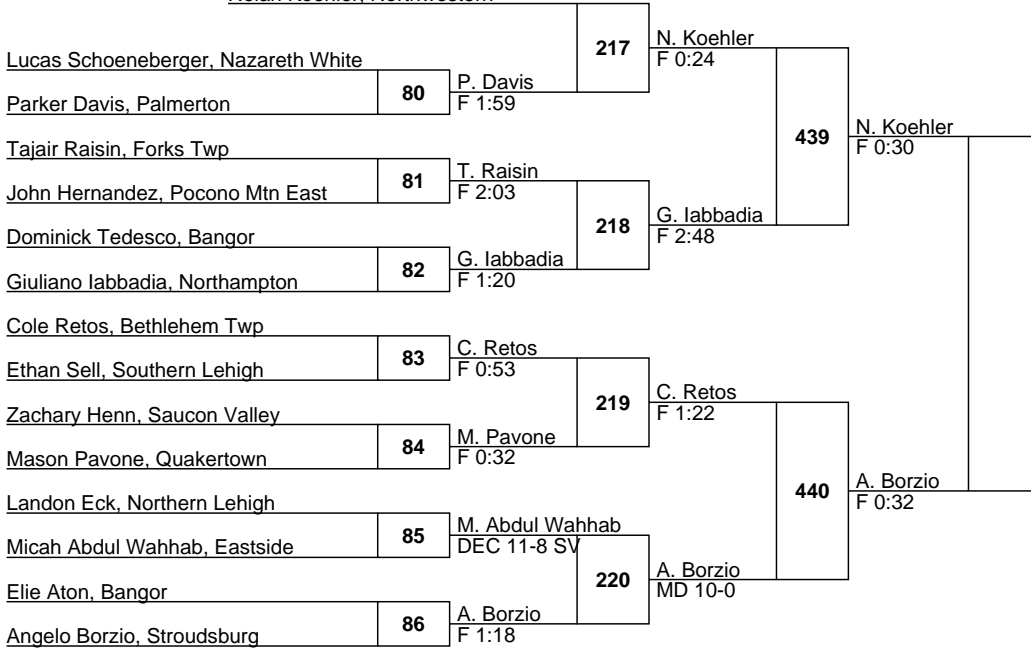 Nolan Koehler, Northwestern
217
N. Koehler
F 0:24
Lucas Schoeneberger, Nazareth White
80
P. Davis
F 1:59
Parker Davis, Palmerton
439
N. Koehler
F 0:30
Tajair Raisin, Forks Twp
81
T. Raisin
F 2:03
John Hernandez, Pocono Mtn East
218
G. Iabbadia
F 2:48
Dominick Tedesco, Bangor
82
G. Iabbadia
F 1:20
Giuliano Iabbadia, Northampton
Cole Retos, Bethlehem Twp
83
C. Retos
F 0:53
Ethan Sell, Southern Lehigh
219
C. Retos
F 1:22
Zachary Henn, Saucon Valley
84
M. Pavone
F 0:32
Mason Pavone, Quakertown
440
A. Borzio
F 0:32
Landon Eck, Northern Lehigh
85
M. Abdul Wahhab
DEC 11-8 SV
Micah Abdul Wahhab, Eastside
220
A. Borzio
MD 10-0
Elie Aton, Bangor
86
A. Borzio
F 1:18
Angelo Borzio, Stroudsburg